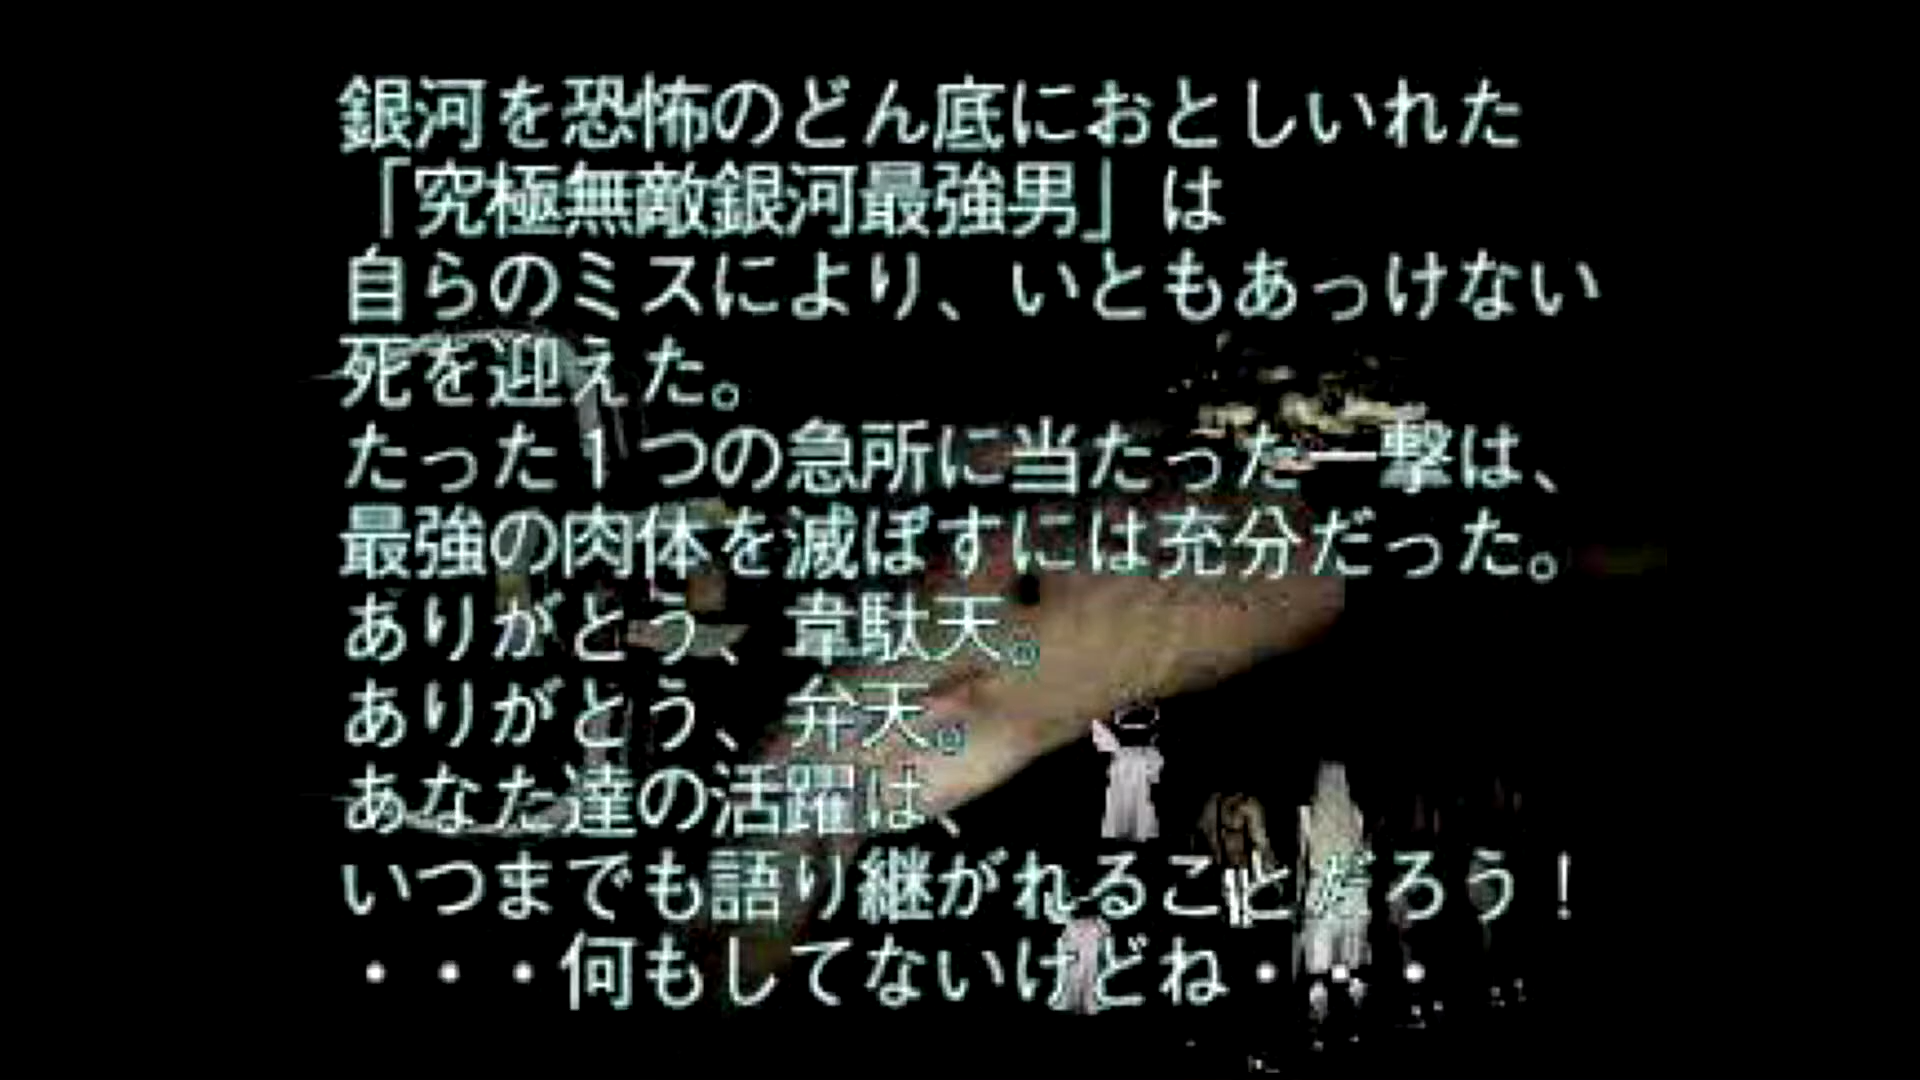 銀河を恐怖のどん底におとしいれた
「究極無敵銀河最強男」は
自らのミスにより、いともあっけない
死を迎えた。
たった１つの急所に当たった一撃は、
最強の肉体を滅ぼすには充分だった。
ありがとう、韋駄天。
ありがとう、弁天。
あなた達の活躍は、
いつまでも語り継がれることだろう！
・・・何もしてないけどね・・・